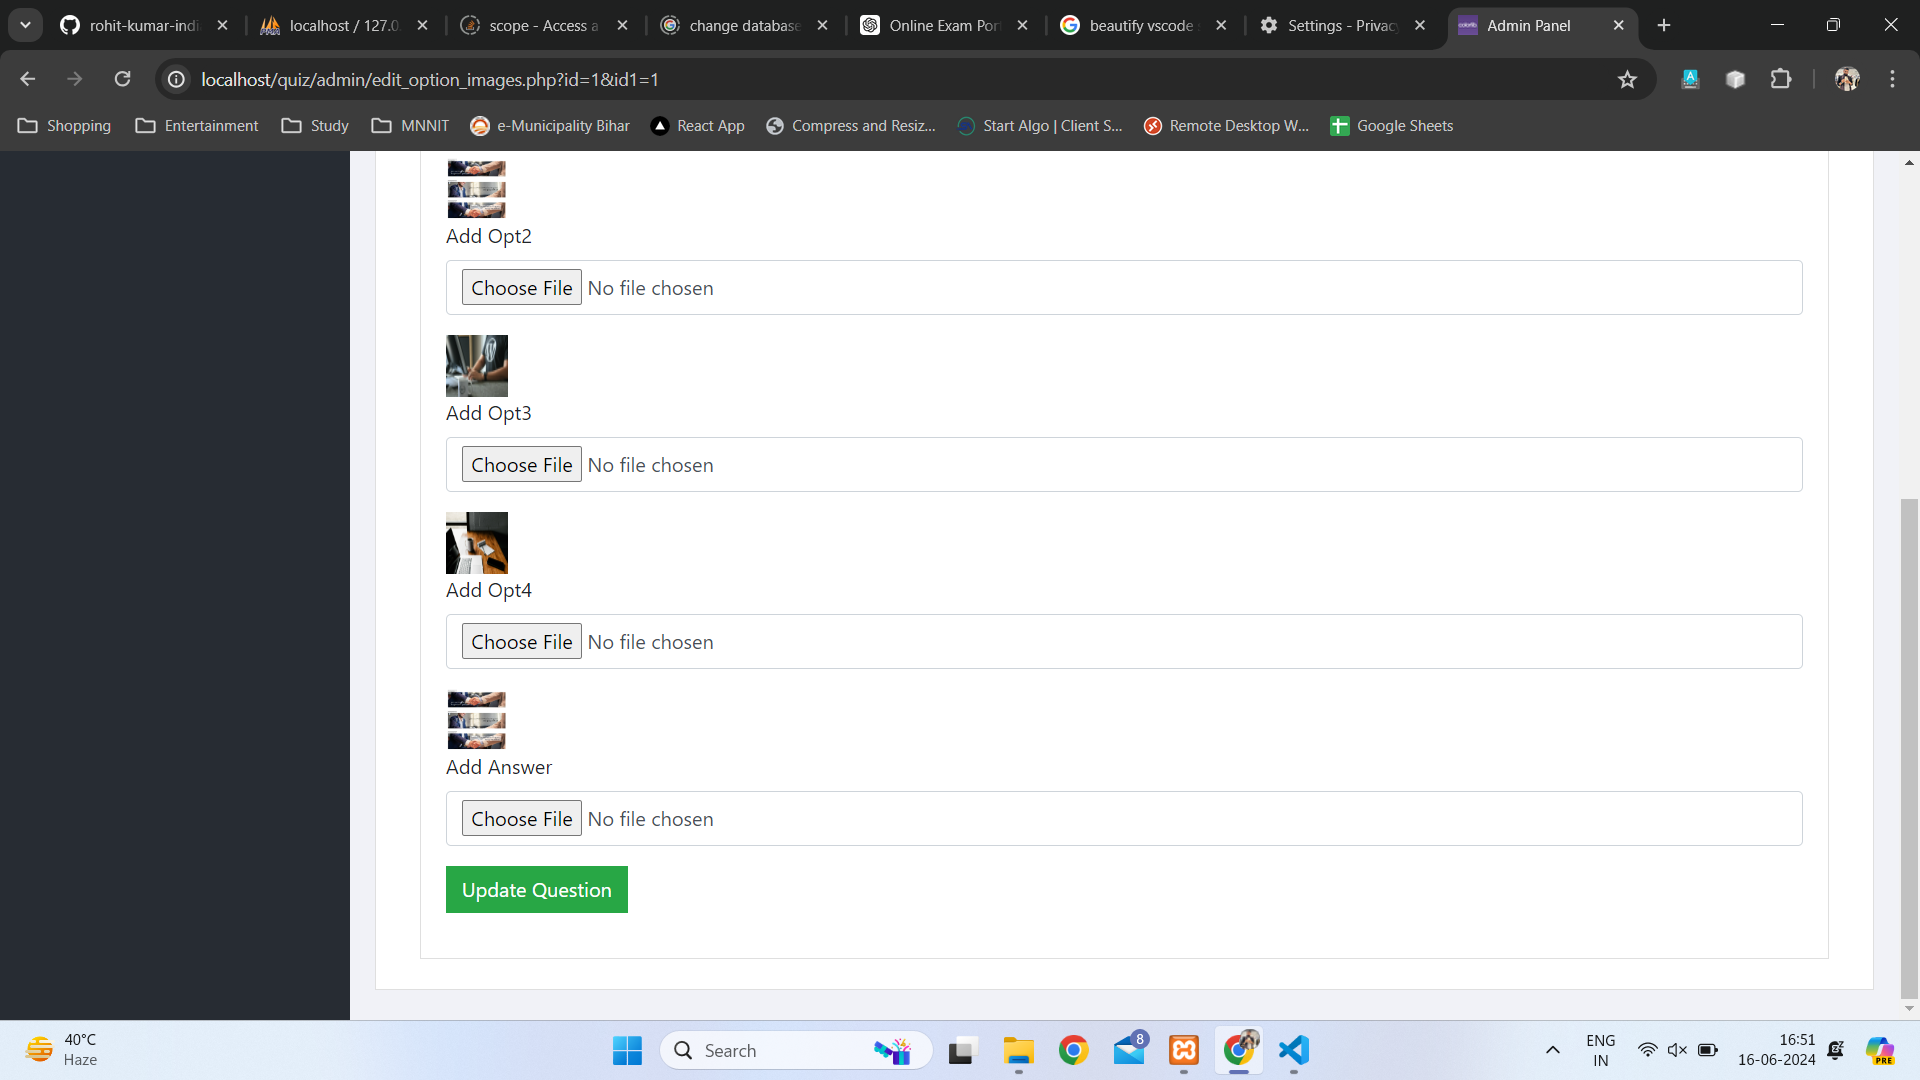 rohit-kumar-indi
localhost / 127.0.
scope - Access a
change database
Online Exam Por
beautify vscode
Settings - Privac
Admin Panel
localhost/quiz/admin/edit_option_images.php?id=1&id1=1
Shopping
Entertainment
Study
MNNIT
e-Municipality Bihar
React App
Compress and Resiz...
Start Algo | Client S...
Remote Desktop W...
Google Sheets
Add Opt2
Choose File No file chosen
Add Opt3
Choose File No file chosen
Add Opt4
Choose File No file chosen
Add Answer
Choose File No file chosen
Update Question
40°C
Haze
Search
8
ENG
IN
16:51
16-06-2024
PRE